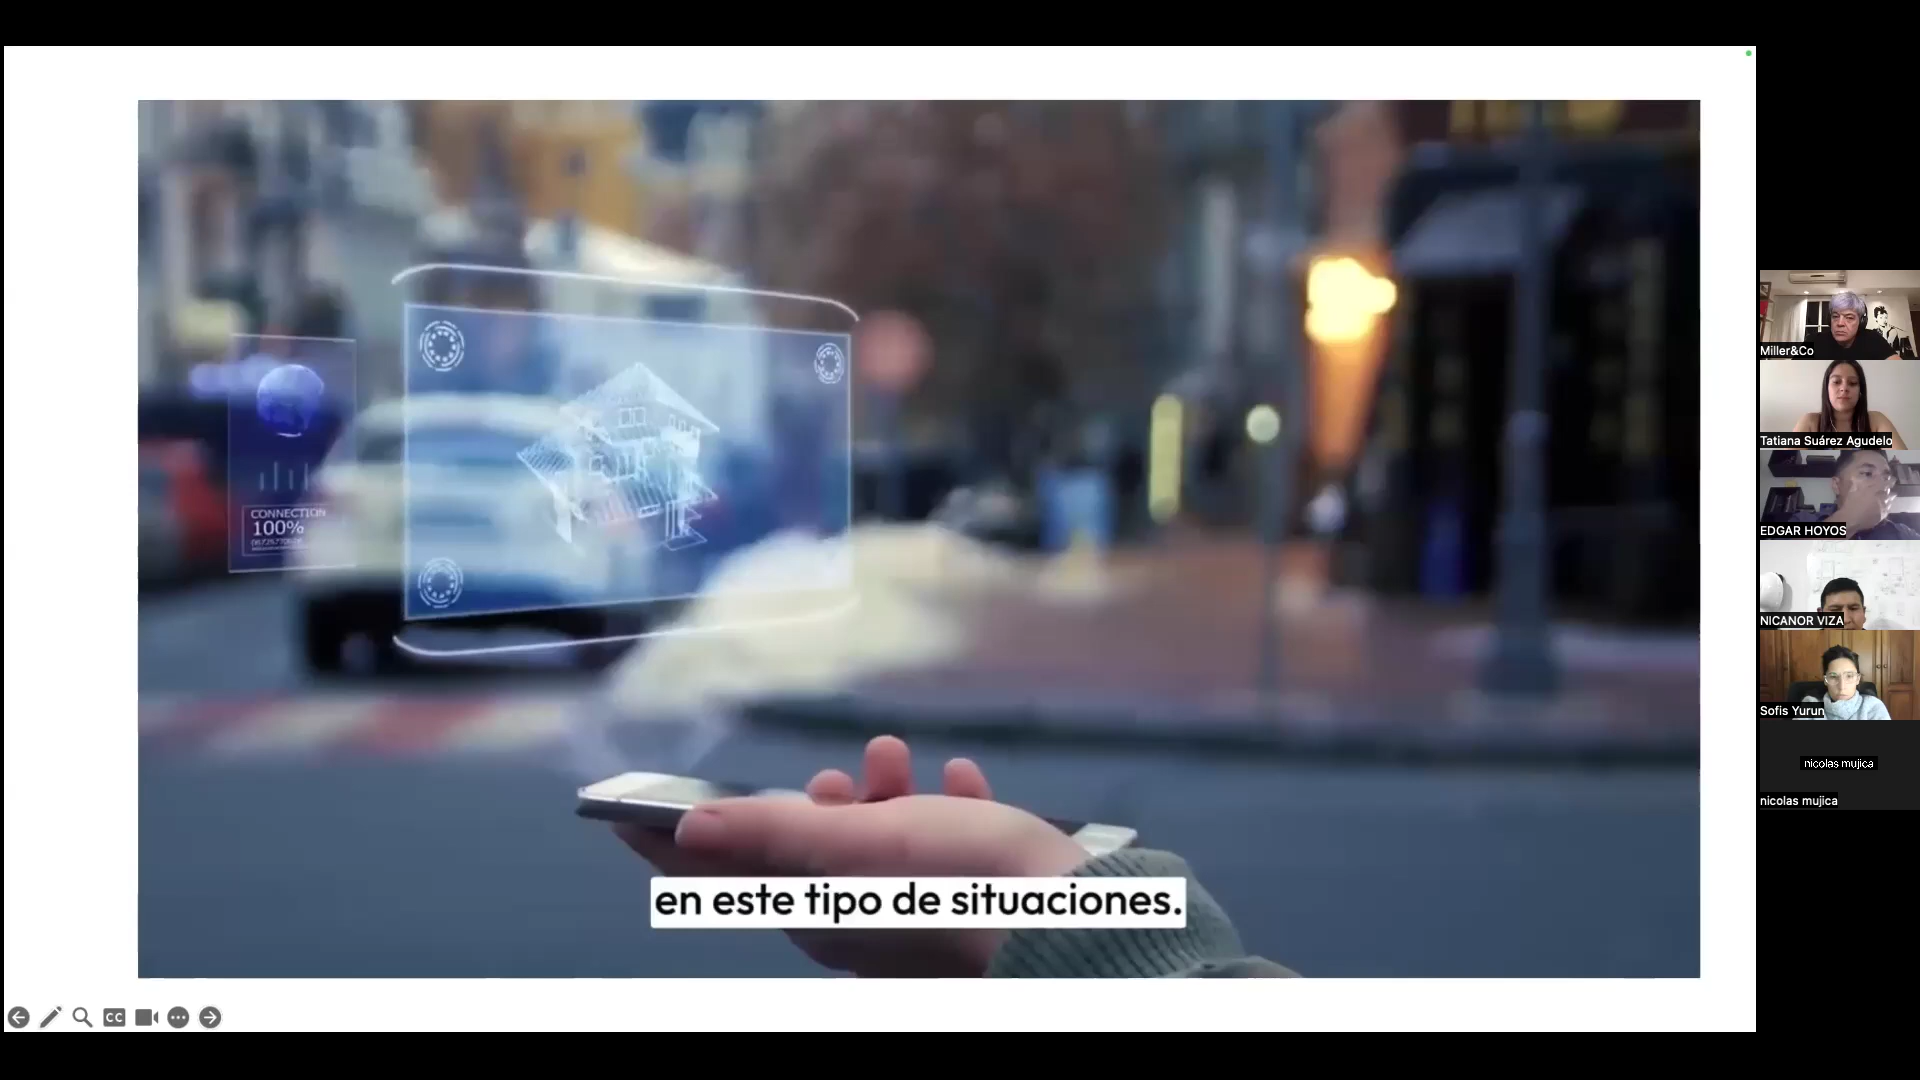 CONNECTION
100%
en este tipo de situaciones.
CC
Miller&Co
Tatiana Suárez Agudelo
EDGAR HOYOS
NICANOR VIZA
Sofis Yurun
nicolas mujica
nicolas mujica